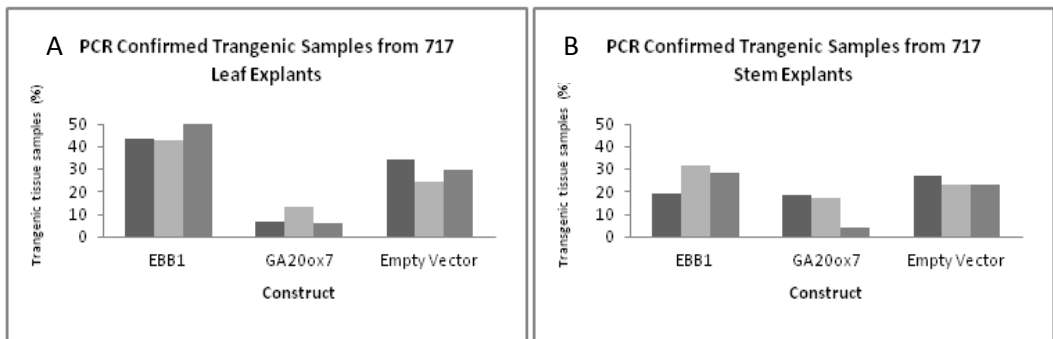 A PCR Confirmed Trangenic Samples from 717
Leaf Explants
Trangenic tissue samples (%)
50
40
30
20
10
0
EBB1 GA20ox7 Empty Vector
Construct
B PCR Confirmed Trangenic Samples from 717
Stem Explants
Transgenic tissue samples (%)
50
40
30
20
10
0
EBB1 GA20ox7 Empty Vector
Construct